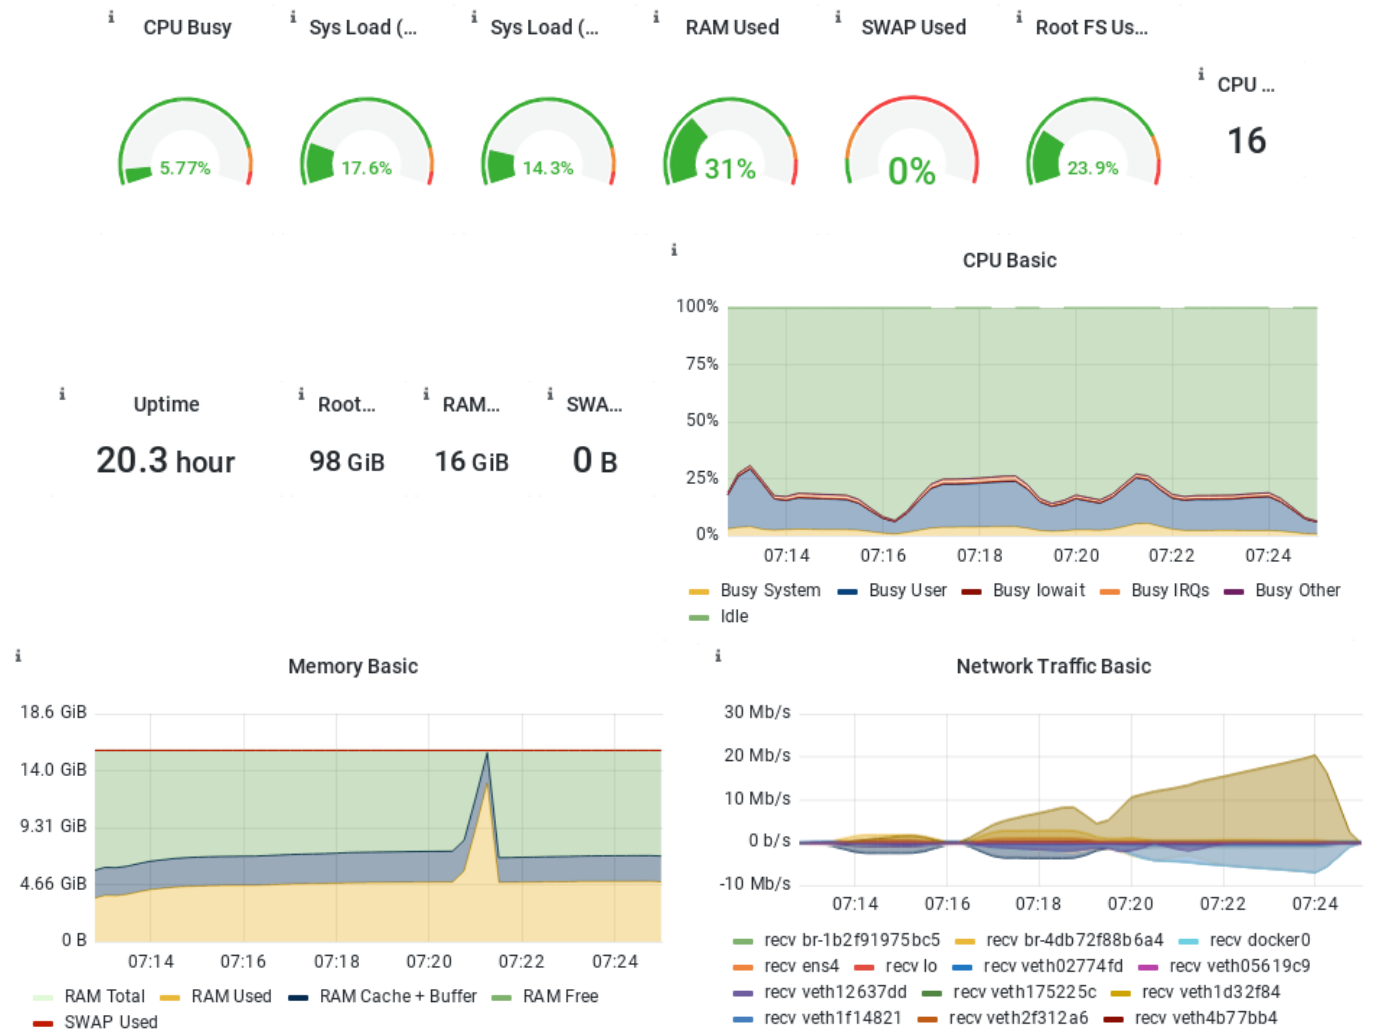 CPU Busy
Sys Load (...
Sys Load (...
RAM Used
SWAP Used
Root FS Us...
CPU ...
5.77%
17.6%
14.3%
31%
0%
23.9%
16
Uptime
Root...
RAM...
SWA...
20.3 hour
98 GiB
16 GiB
0 B
CPU Basic
100%
75%
50%
25%
0%
07:14 07:16 07:18 07:20 07:22 07:24
Busy System Busy User Busy Iowait Busy IRQs Busy Other
Idle
Memory Basic
18.6 GiB
14.0 GiB
9.31 GiB
4.66 GiB
0 B
07:14 07:16 07:18 07:20 07:22 07:24
RAM Total RAM Used RAM Cache + Buffer RAM Free
SWAP Used
Network Traffic Basic
30 Mb/s
20 Mb/s
10 Mb/s
0 b/s
-10 Mb/s
07:14 07:16 07:18 07:20 07:22 07:24
recv br-1b2f91975bc5 recv br-4db72f88b6a4 recv docker0
recv ens4 recv lo recv veth02774fd recv veth05619c9
recv veth12637dd recv veth175225c recv veth1d32f84
recv veth1f14821 recv veth2f312a6 recv veth4b77bb4